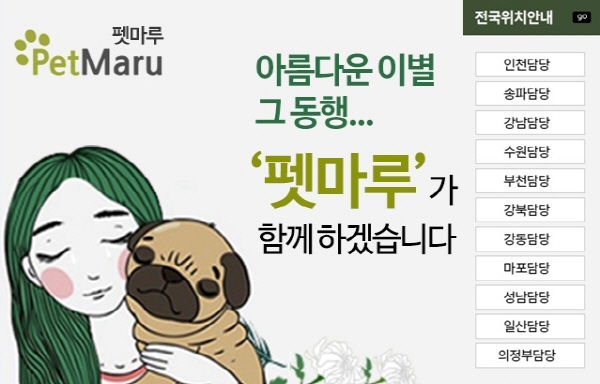 펫마루
PetMaru
아름다운 이별
그 동행...
‘펫마루’가
함께 하겠습니다
전국위치안내 go
인천담당
송파담당
강남담당
수원담당
부천담당
강북담당
강동담당
마포담당
성남담당
일산담당
의정부담당